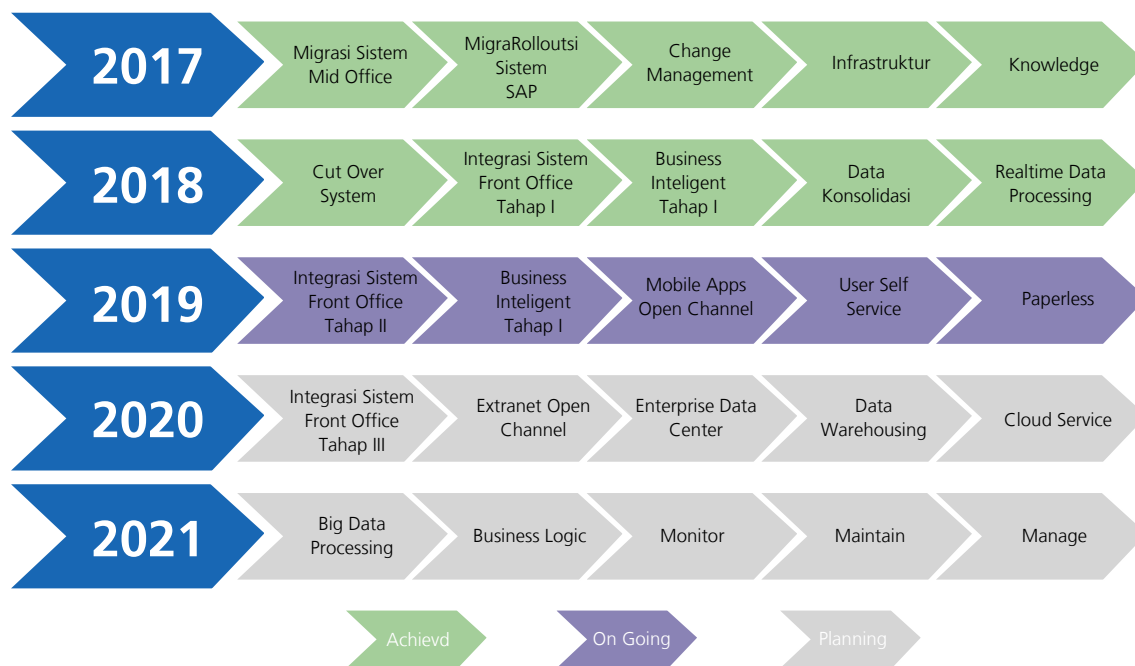 2017
Migrasi Sistem
Mid Office
MigraRolloutsi
Sistem
SAP
Change
Management
Infrastruktur
Knowledge
2018
Cut Over
System
Integrasi Sistem
Front Office
Tahap I
Business
Inteligent
Tahap I
Data
Konsolidasi
Realtime Data
Processing
2019
Integrasi Sistem
Front Office
Tahap II
Business
Inteligent
Tahap I
Mobile Apps
Open Channel
User Self
Service
Paperless
2020
Integrasi Sistem
Front Office
Tahap III
Extranet Open
Channel
Enterprise Data
Center
Data
Warehousing
Cloud Service
2021
Big Data
Processing
Business Logic
Monitor
Maintain
Manage
Achievd
On Going
Planning